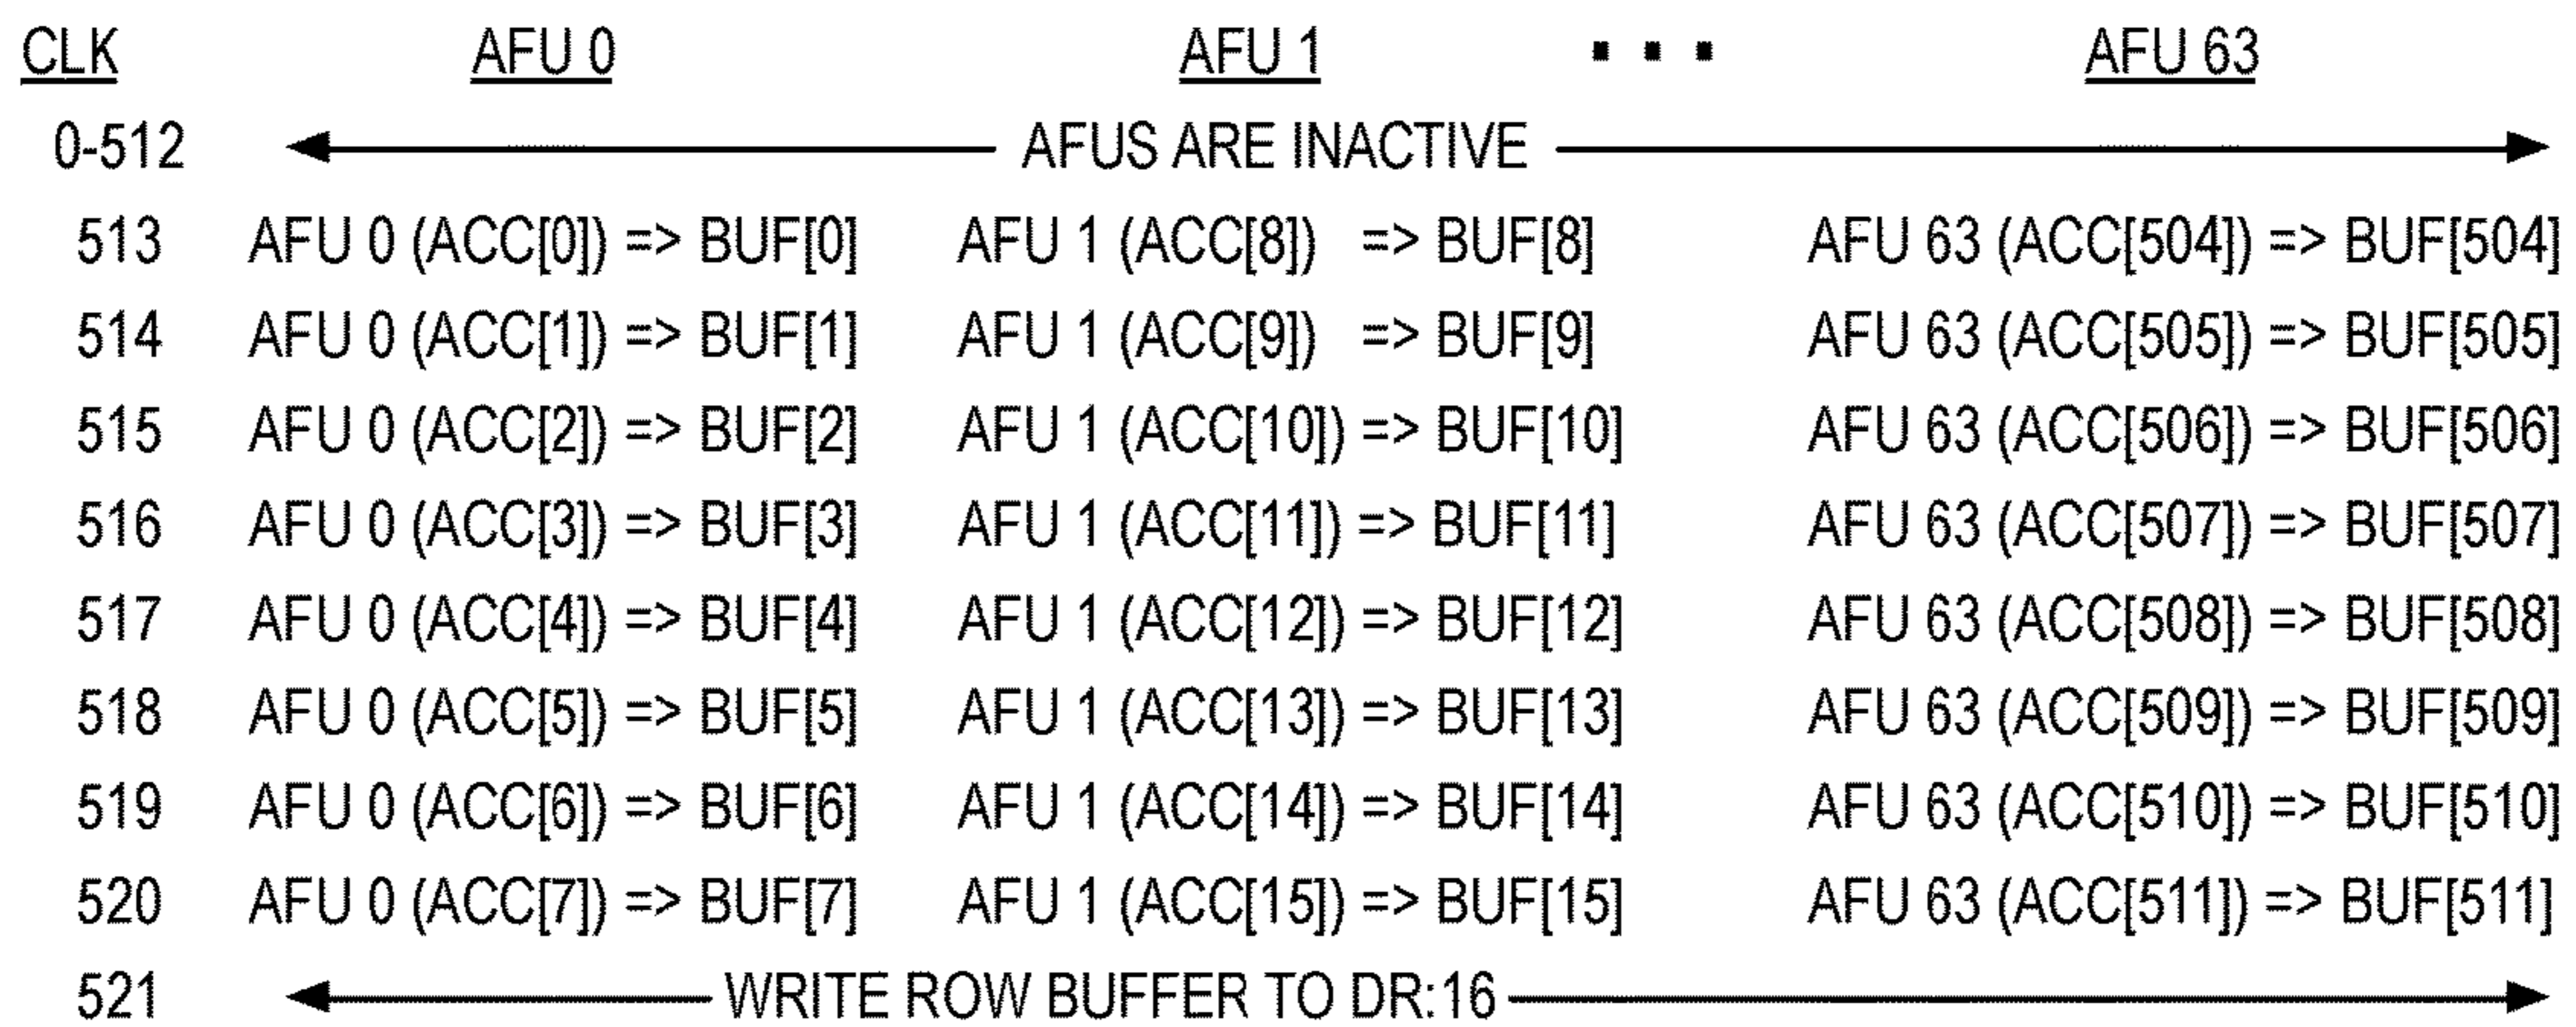 CLK AFU 0 AFU 1 ... AFU 63
0-512 AFUS ARE INACTIVE
513 AFU 0 (ACC[0]) => BUF[0] AFU 1 (ACC[8]) => BUF[8] AFU 63 (ACC[504]) => BUF[504]
514 AFU 0 (ACC[1]) => BUF[1] AFU 1 (ACC[9]) => BUF[9] AFU 63 (ACC[505]) => BUF[505]
515 AFU 0 (ACC[2]) => BUF[2] AFU 1 (ACC[10]) => BUF[10] AFU 63 (ACC[506]) => BUF[506]
516 AFU 0 (ACC[3]) => BUF[3] AFU 1 (ACC[11]) => BUF[11] AFU 63 (ACC[507]) => BUF[507]
517 AFU 0 (ACC[4]) => BUF[4] AFU 1 (ACC[12]) => BUF[12] AFU 63 (ACC[508]) => BUF[508]
518 AFU 0 (ACC[5]) => BUF[5] AFU 1 (ACC[13]) => BUF[13] AFU 63 (ACC[509]) => BUF[509]
519 AFU 0 (ACC[6]) => BUF[6] AFU 1 (ACC[14]) => BUF[14] AFU 63 (ACC[510]) => BUF[510]
520 AFU 0 (ACC[7]) => BUF[7] AFU 1 (ACC[15]) => BUF[15] AFU 63 (ACC[511]) => BUF[511]
521 WRITE ROW BUFFER TO DR:16